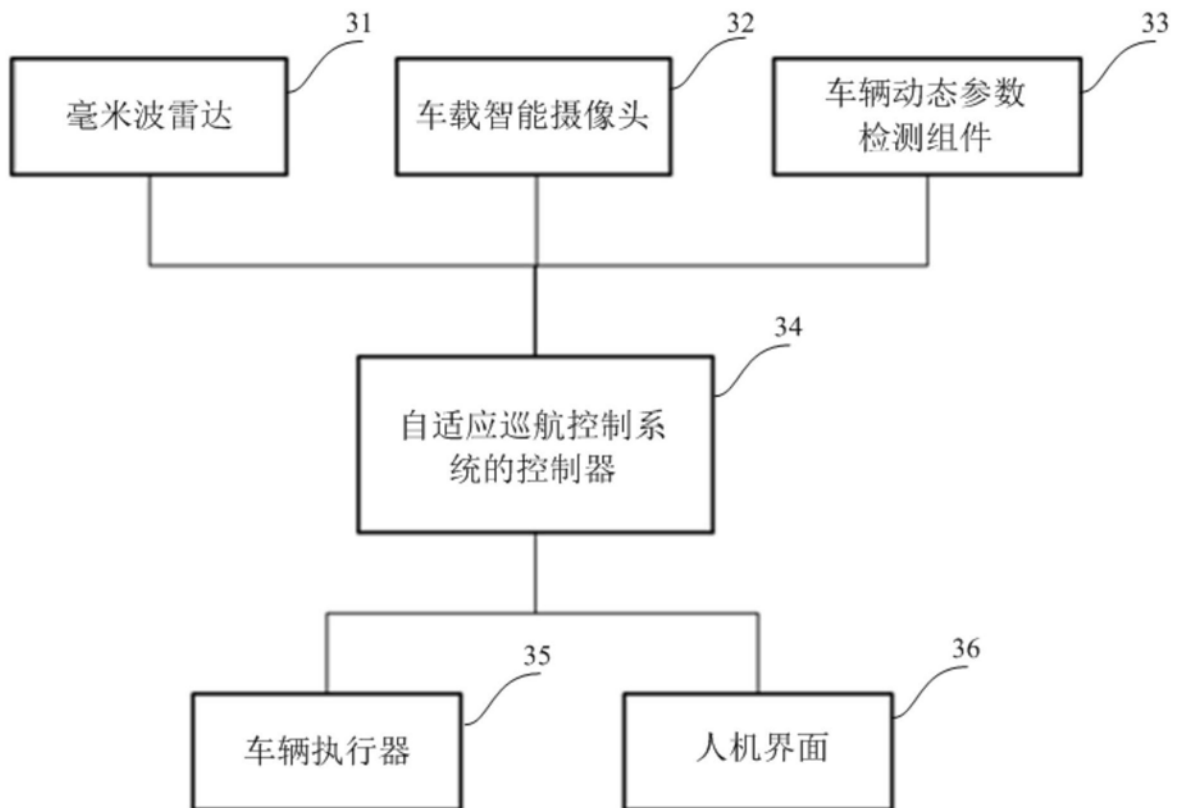 31
32
33
毫米波雷达
车载智能摄像头
车辆动态参数
检测组件
34
自适应巡航控制系
统的控制器
35
36
车辆执行器
人机界面